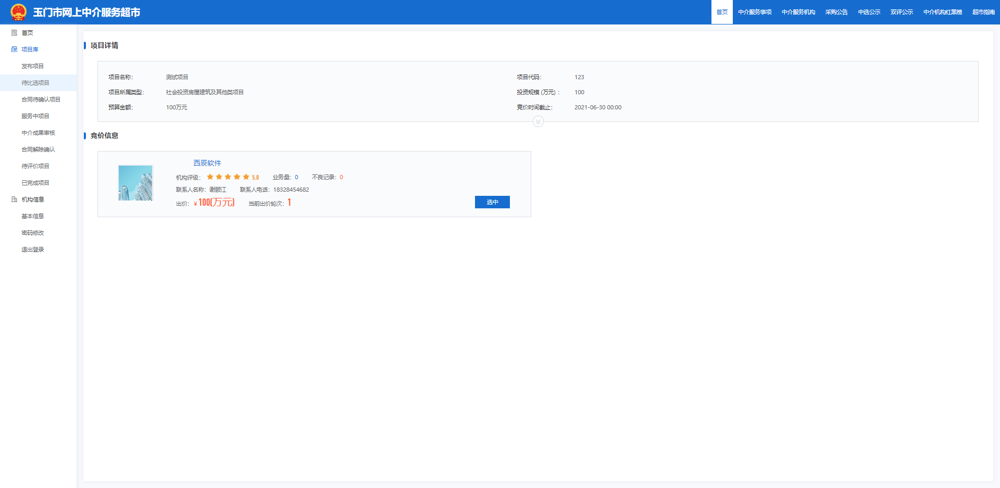 玉门市网上中介服务超市
首页 中介服务事项 中介服务机构 采购公告 中选公示 双评公示 中介机构红黑榜 超市指南
首页
项目库
发布项目
待比选项目
合同待确认项目
服务中项目
中介成果审核
合同解除确认
待评价项目
已完成项目
机构信息
基本信息
密码修改
退出登录
项目详情
项目名称: 测试项目 项目代码: 123
项目所属类型: 社会投资房屋建筑及其他类项目 投资规模 (万元) : 100
预算金额: 100万元 竞价时间截止: 2021-06-30 00:00
竞价信息
西辰软件
机构评级: 5.0 业务量: 0 不良记录: 0
联系人名称: 谢颐江 联系人电话: 18328454682
出价: ¥ 100(万元) 当前出价轮次: 1
选中